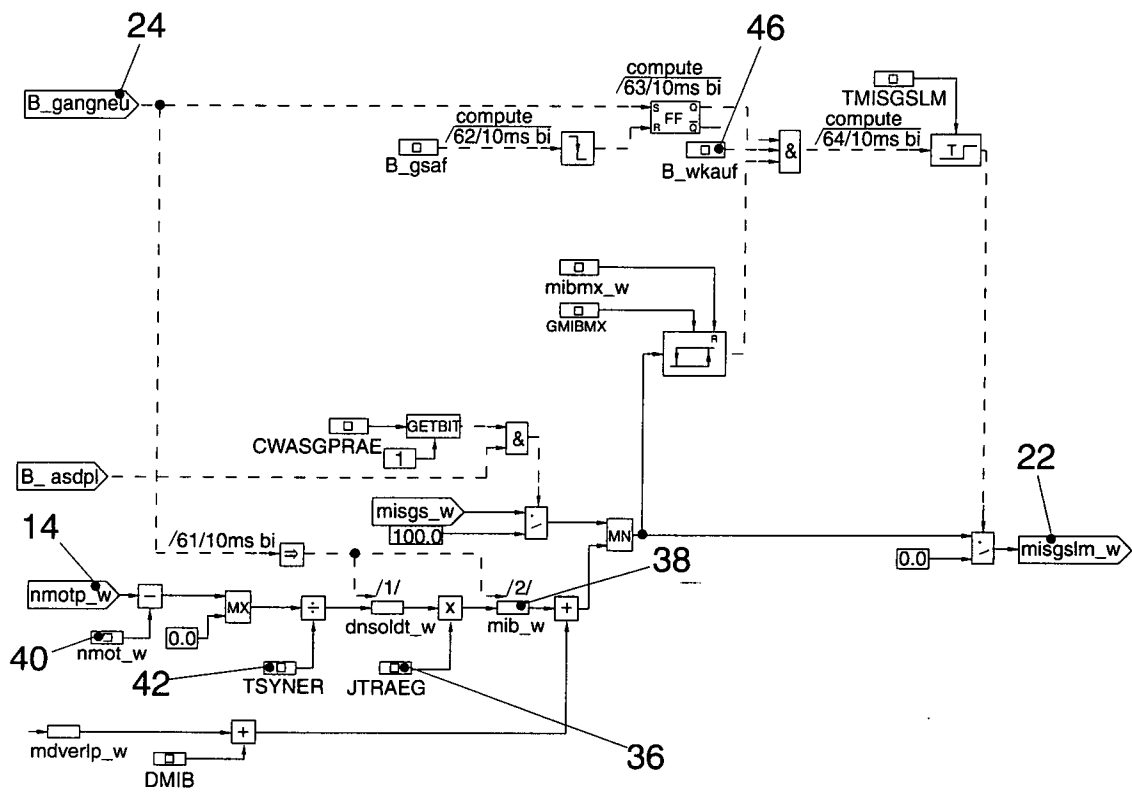 24
46
compute
/63/10ms bi
B_gangneu
TMISGSLM
compute
/62/10ms bi
S Q
R Q
FF
compute
/64/10ms bi
B_gsaf
B_wkauf
&
T
mibmx_w
GMIBMX
R
CWASGPRAE
GETBIT
1
&
B_ asdpl
22
misgs_w
100.0
MN
14
/61/10ms bi
⇒
38
0.0
misgslm_w
nmotp_w
−
MX
÷
/1/
X
/2/
+
0.0
dnsoldt_w
mib_w
40
nmot_w
42
TSYNER
JTRAEG
mdverlp_w
+
36
DMIB